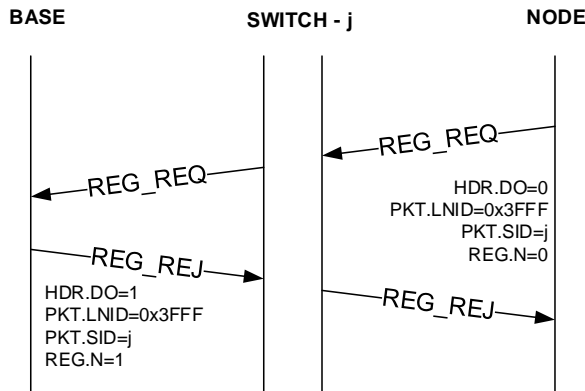 BASE
SWITCH - j
NODE
REG_REQ
REG_REQ
HDR.DO=0
PKT.LNID=0x3FFF
PKT.SID=j
REG.N=0
REG_REJ
HDR.DO=1
PKT.LNID=0x3FFF
PKT.SID=j
REG.N=1
REG_REJ